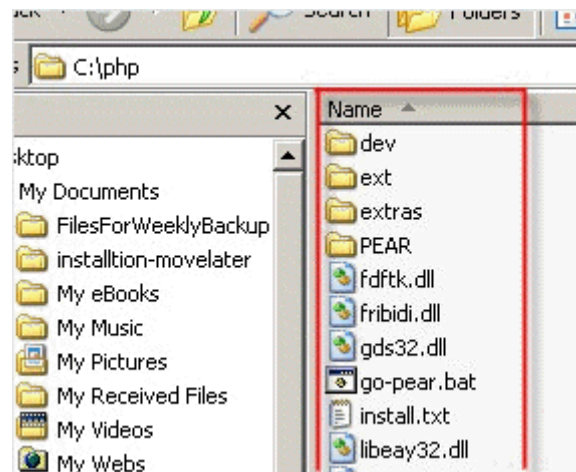 Search
Folders
C:\php
Name
dev
ext
extras
PEAR
fdftk.dll
fribidi.dll
gds32.dll
go-pear.bat
install.txt
libeay32.dll
sktop
My Documents
FilesForWeeklyBackup
installtion-movelater
My eBooks
My Music
My Pictures
My Received Files
My Videos
My Webs